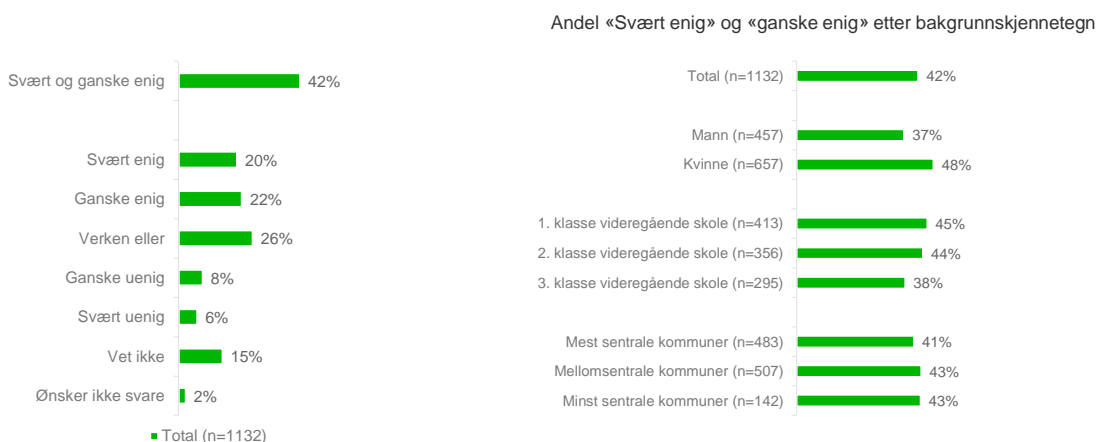 Andel «Svært enig» og «ganske enig» etter bakgrunnskjennetegn
Svært og ganske enig 42%
Svært enig 20%
Ganske enig 22%
Verken eller 26%
Ganske uenig 8%
Svært uenig 6%
Vet ikke 15%
Ønsker ikke svare 2%
Total (n=1132)
Total (n=1132) 42%
Mann (n=457) 37%
Kvinne (n=657) 48%
1. klasse videregående skole (n=413) 45%
2. klasse videregående skole (n=356) 44%
3. klasse videregående skole (n=295) 38%
Mest sentrale kommuner (n=483) 41%
Mellomsentrale kommuner (n=507) 43%
Minst sentrale kommuner (n=142) 43%